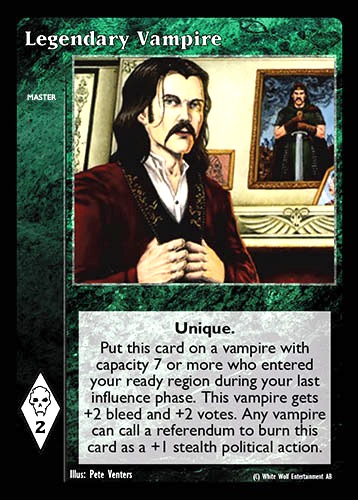 Legendary Vampire
MASTER
Unique.
Put this card on a vampire with
capacity 7 or more who entered
your ready region during your last
influence phase. This vampire gets
+2 bleed and +2 votes. Any vampire
can call a referendum to burn this
card as a +1 stealth political action.
2
Illus: Pete Venters
(C) White Wolf Entertainment AB